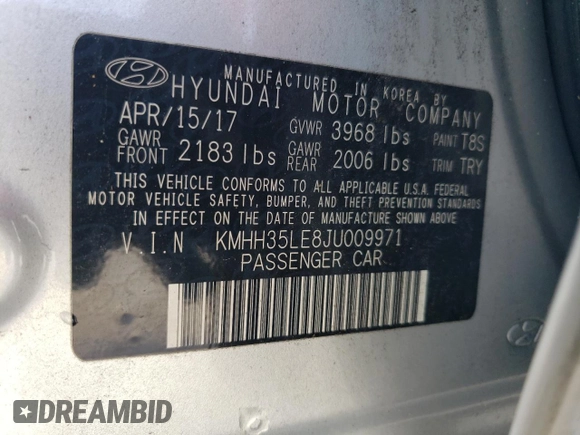 MANUFACTURED IN KOREA BY
HYUNDAI MOTOR COMPANY
APR/15/17 GVWR 3968 lbs PAINT T8S
GAWR FRONT 2183 lbs GAWR REAR 2006 lbs TRIM TRY
THIS VEHICLE CONFORMS TO ALL APPLICABLE U.S.A. FEDERAL
MOTOR VEHICLE SAFETY, BUMPER, AND THEFT PREVENTION STANDARDS
IN EFFECT ON THE DATE OF MANUFACTURE SHOWN ABOVE
V.I.N KMHH35LE8JU009971
PASSENGER CAR
DREAMBID